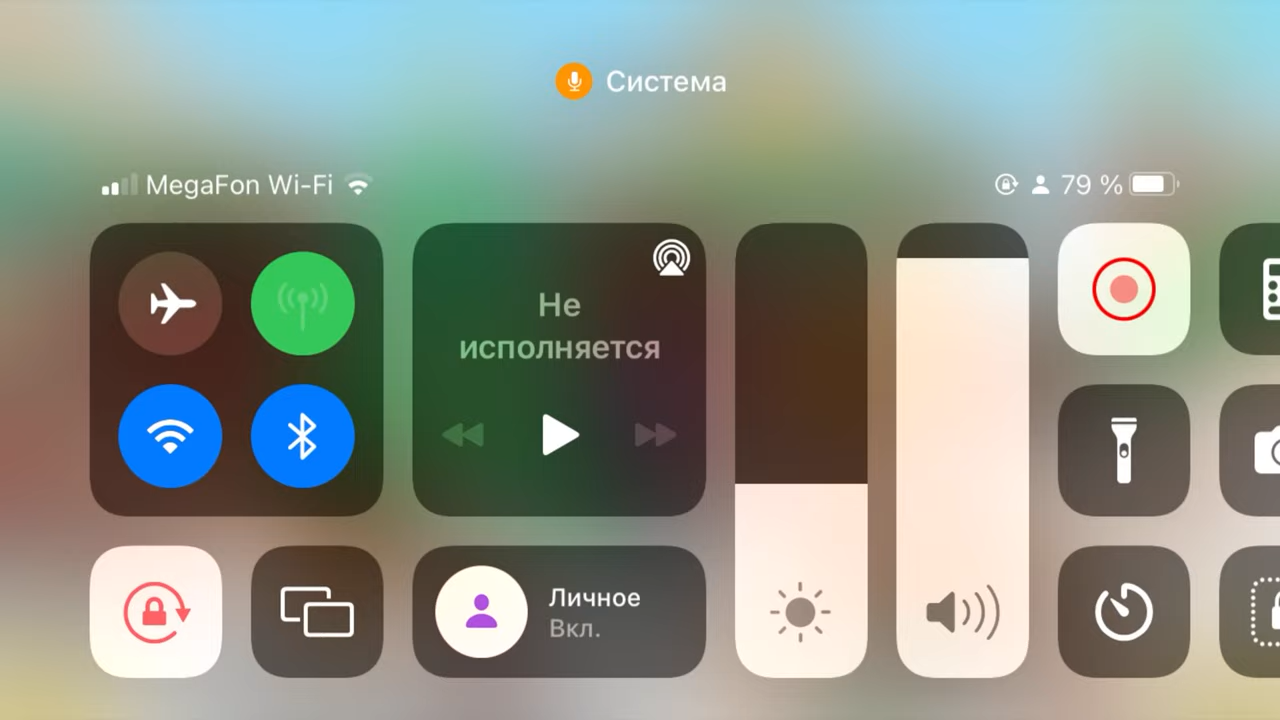 Система
MegaFon Wi-Fi
79 %
Не
исполняется
Личное
Вкл.